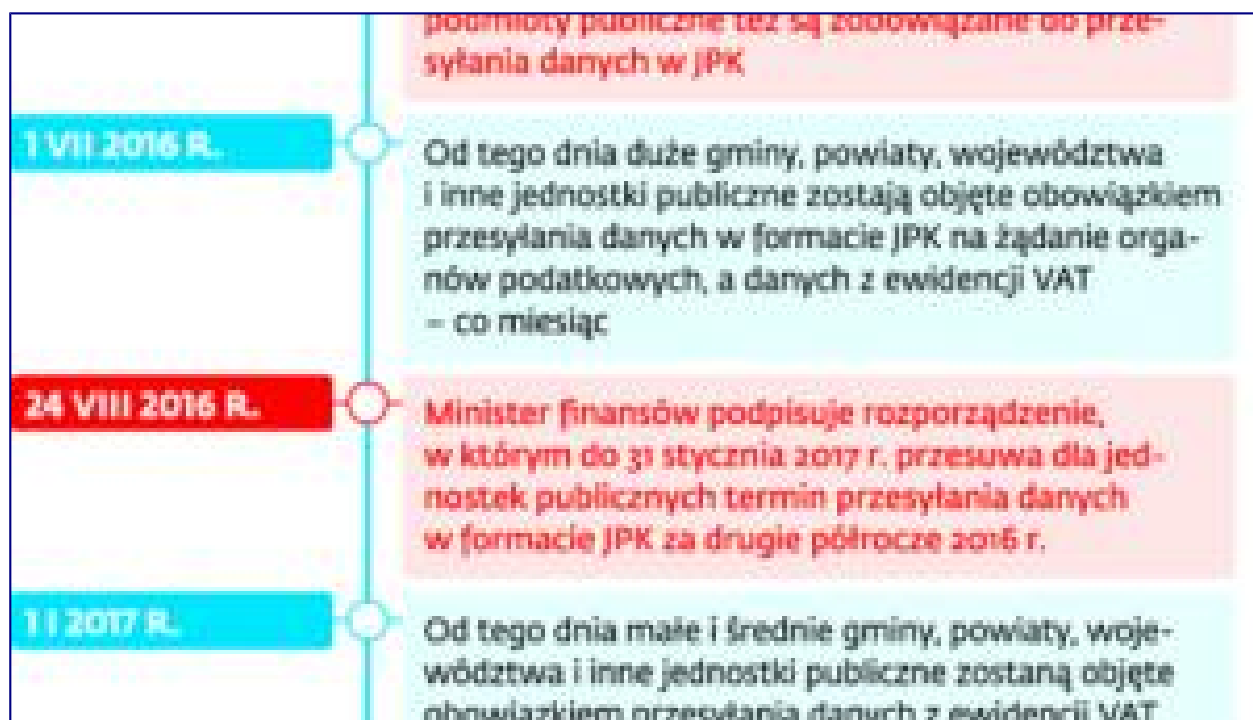 podmioty publiczne też są zobowiązane do prze-
syłania danych w JPK
1 VII 2016 R.
Od tego dnia duże gminy, powiaty, województwa
i inne jednostki publiczne zostają objęte obowiązkiem
przesyłania danych w formacie JPK na żądanie orga-
nów podatkowych, a danych z ewidencji VAT
– co miesiąc
24 VIII 2016 R.
Minister finansów podpisuje rozporządzenie,
w którym do 31 stycznia 2017 r. przesuwa dla jed-
nostek publicznych termin przesyłania danych
w formacie JPK za drugie półrocze 2016 r.
1 I 2017 R.
Od tego dnia małe i średnie gminy, powiaty, woje-
wództwa i inne jednostki publiczne zostaną objęte
obowiązkiem przesyłania danych z ewidencji VAT